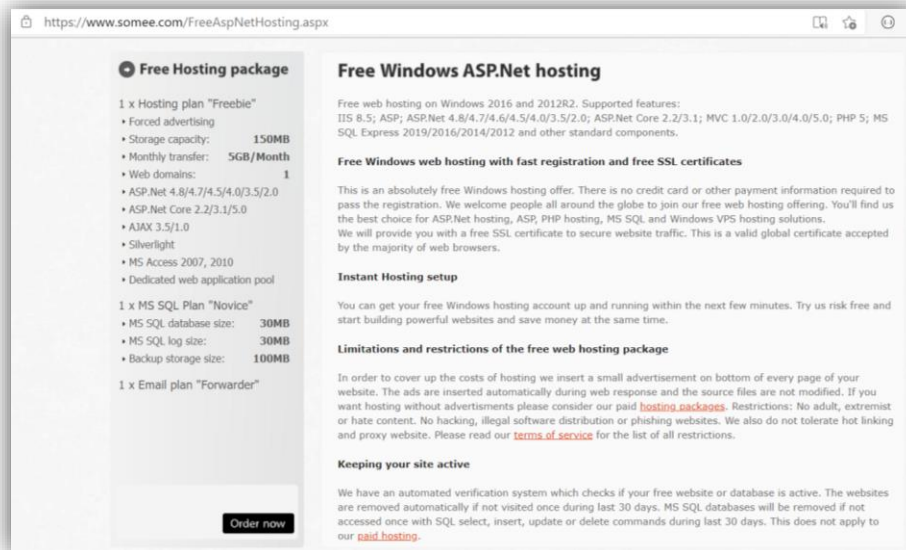 https://www.somee.com/FreeAspNetHosting.aspx
Free Hosting package
1 x Hosting plan "Freebie"
• Forced advertising
• Storage capacity: 150MB
• Monthly transfer: 5GB/Month
• Web domains: 1
• ASP.Net 4.8/4.7/4.5/4.0/3.5/2.0
• ASP.Net Core 2.2/3.1/5.0
• AJAX 3.5/1.0
• Silverlight
• MS Access 2007, 2010
• Dedicated web application pool
1 x MS SQL Plan "Novice"
• MS SQL database size: 30MB
• MS SQL log size: 30MB
• Backup storage size: 100MB
1 x Email plan "Forwarder"
Order now
Free Windows ASP.Net hosting
Free web hosting on Windows 2016 and 2012R2. Supported features:
IIS 8.5; ASP; ASP.Net 4.8/4.7/4.6/4.5/4.0/3.5/2.0; ASP.Net Core 2.2/3.1; MVC 1.0/2.0/3.0/4.0/5.0; PHP 5; MS
SQL Express 2019/2016/2014/2012 and other standard components.
Free Windows web hosting with fast registration and free SSL certificates
This is an absolutely free Windows hosting offer. There is no credit card or other payment information required to
pass the registration. We welcome people all around the globe to join our free web hosting offering. You'll find us
the best choice for ASP.Net hosting, ASP, PHP hosting, MS SQL and Windows VPS hosting solutions.
We will provide you with a free SSL certificate to secure website traffic. This is a valid global certificate accepted
by the majority of web browsers.
Instant Hosting setup
You can get your free Windows hosting account up and running within the next few minutes. Try us risk free and
start building powerful websites and save money at the same time.
Limitations and restrictions of the free web hosting package
In order to cover up the costs of hosting we insert a small advertisement on bottom of every page of your
website. The ads are inserted automatically during web response and the source files are not modified. If you
want hosting without advertisments please consider our paid hosting packages. Restrictions: No adult, extremist
or hate content. No hacking, illegal software distribution or phishing websites. We also do not tolerate hot linking
and proxy website. Please read our terms of service for the list of all restrictions.
Keeping your site active
We have an automated verification system which checks if your free website or database is active. The websites
are removed automatically if not visited once during last 30 days. MS SQL databases will be removed if not
accessed once with SQL select, insert, update or delete commands during last 30 days. This does not apply to
our paid hosting.